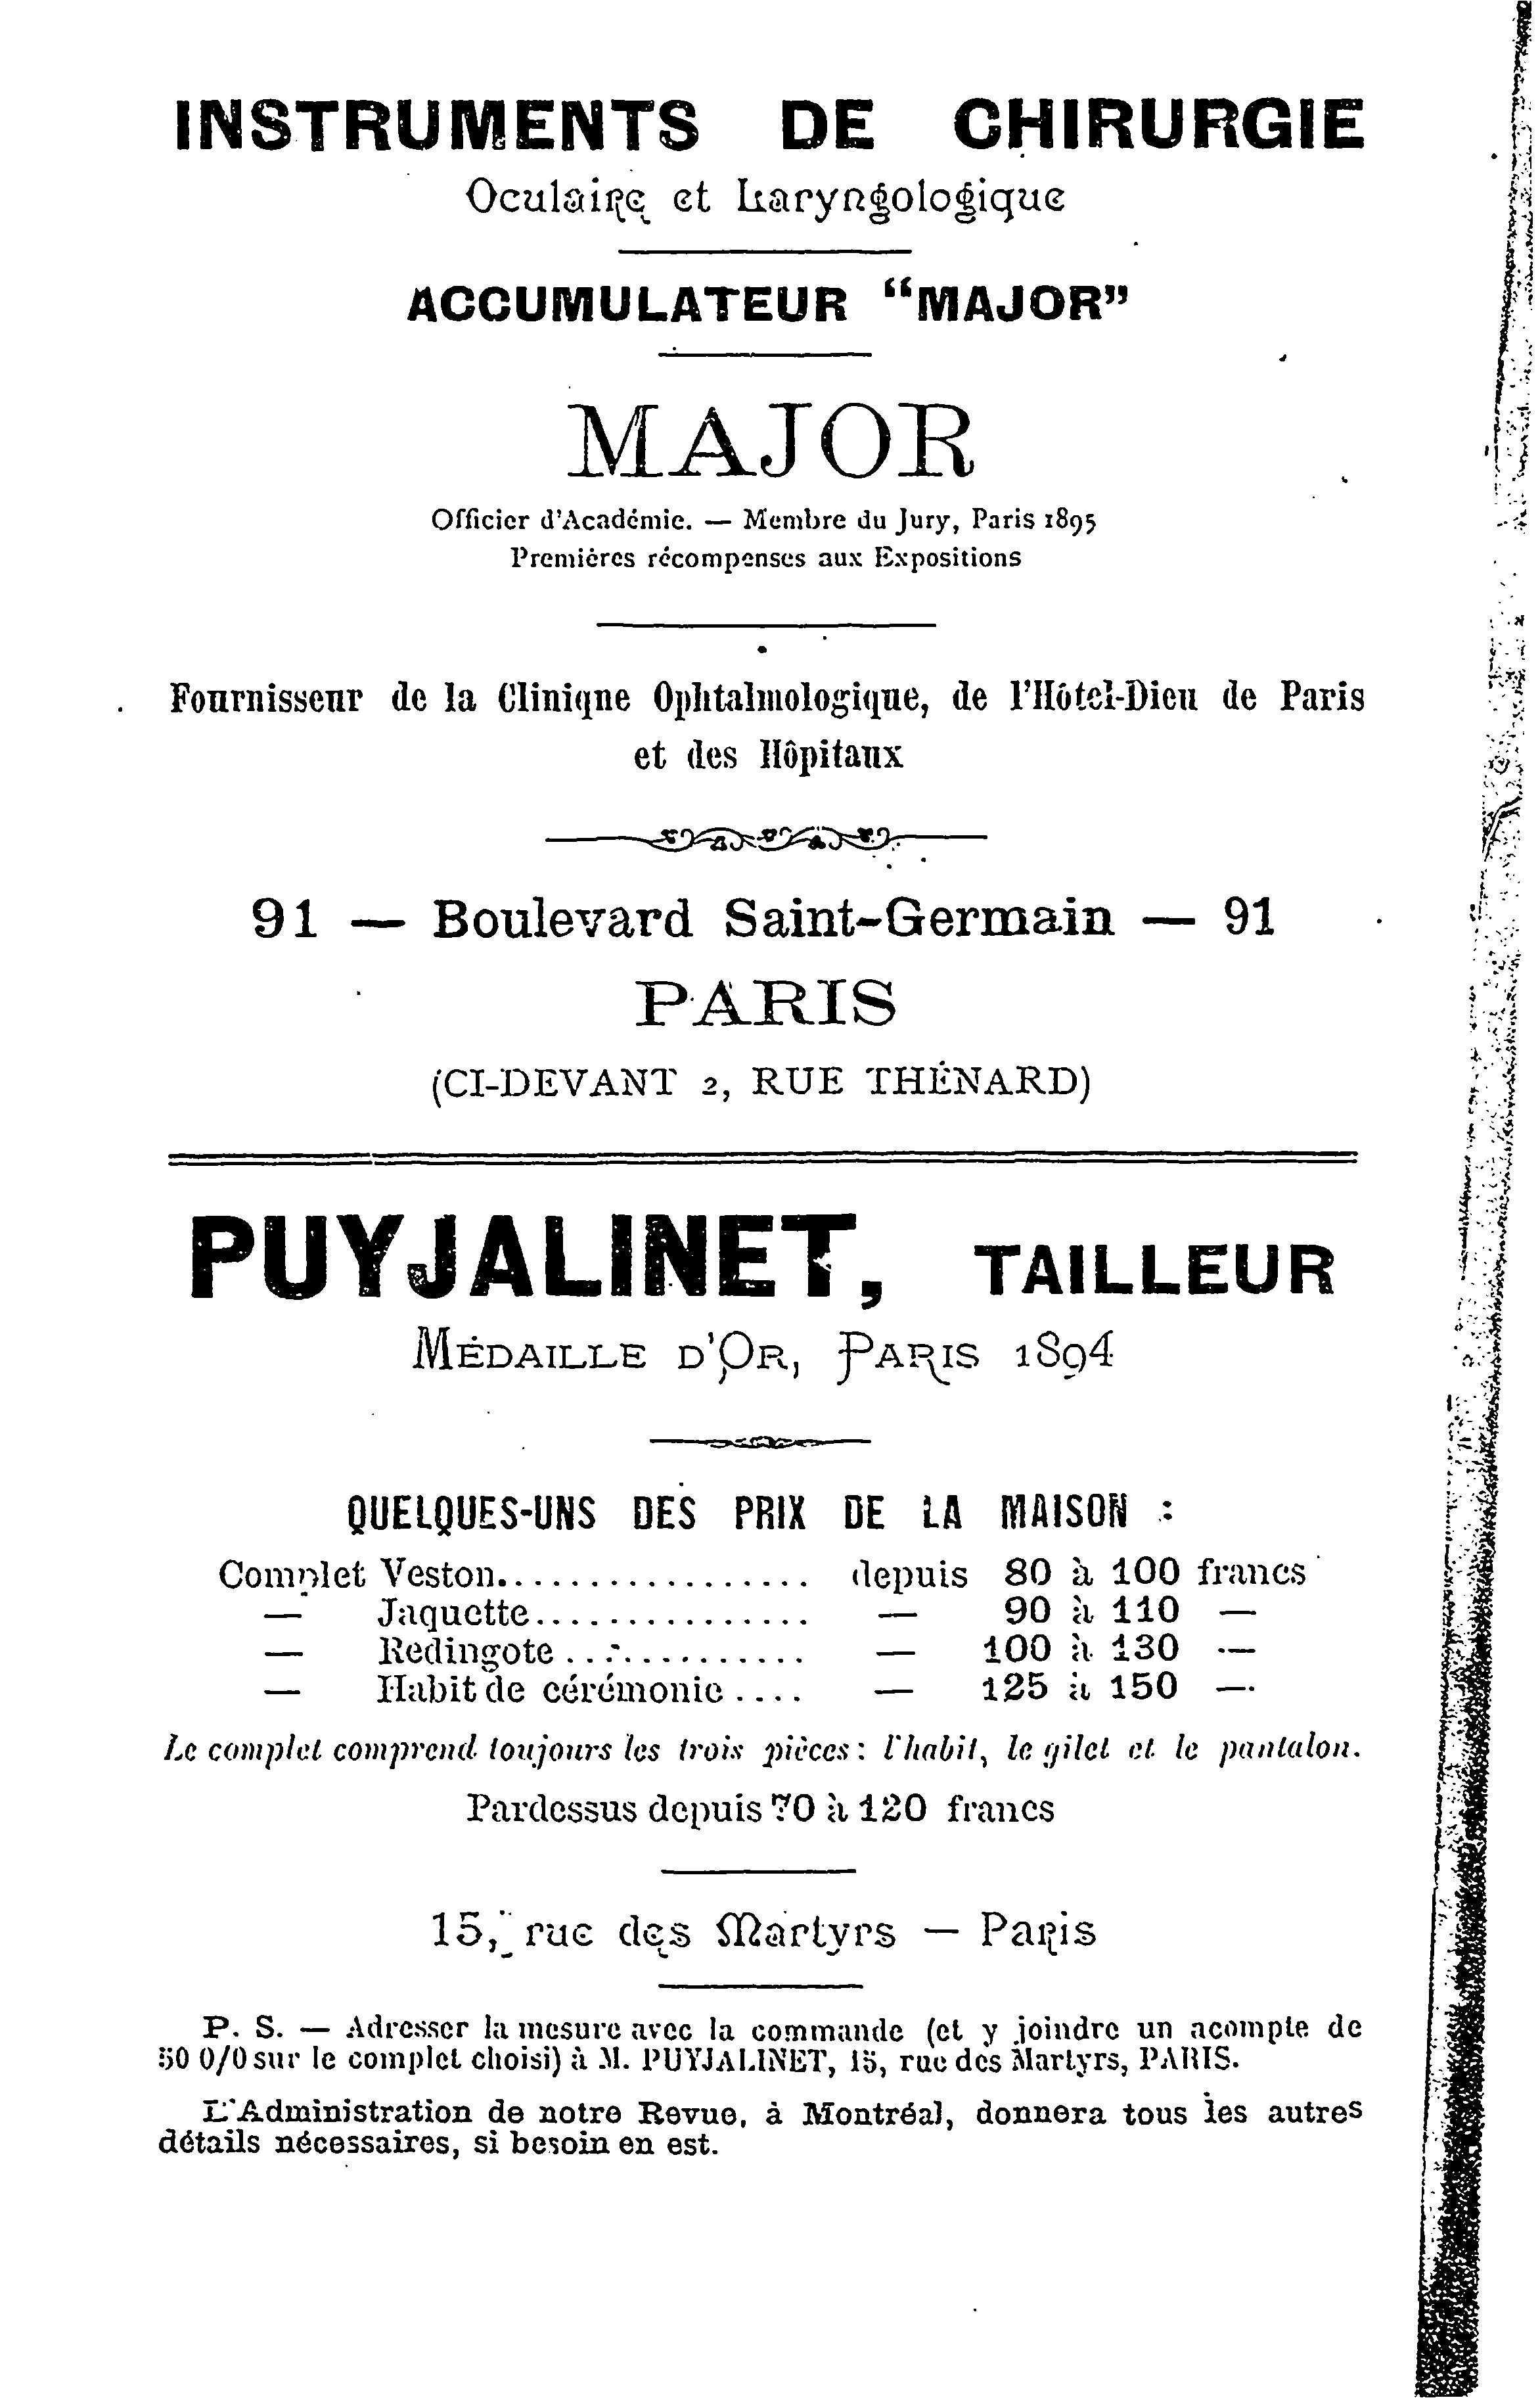 INSTRUMENTS DE CHIRURGIE
Oculaire et Laryngologique
ACCUMULATEUR “MAJOR”
MAJOR
Officier d'Académie. — Membre du Jury, Paris 1895
Premières récompenses aux Expositions
Fournisseur de la Clinique Ophtalmologique, de l'Hôtel-Dieu de Paris
et des Hôpitaux
91 — Boulevard Saint-Germain — 91
PARIS
(CI-DEVANT 2, RUE THÉNARD)
PUYJALINET, TAILLEUR
MÉDAILLE D'OR, PARIS 1894
QUELQUES-UNS DES PRIX DE LA MAISON :
Complet Veston.................. depuis 80 à 100 francs
— Jaquette............... — 90 à 110 —
— Redingote............. — 100 à 130 —
— Habit de cérémonie.... — 125 à 150 —
Le complet comprend toujours les trois pièces : l'habit, le gilet et le pantalon.
Pardessus depuis 70 à 120 francs
15, rue des Martyrs — Paris
P. S. — Adresser la mesure avec la commande (et y joindre un acompte de
50 0/0 sur le complet choisi) à M. PUYJALINET, 15, rue des Martyrs, PARIS.
L'Administration de notre Revue, à Montréal, donnera tous les autres
détails nécessaires, si besoin en est.